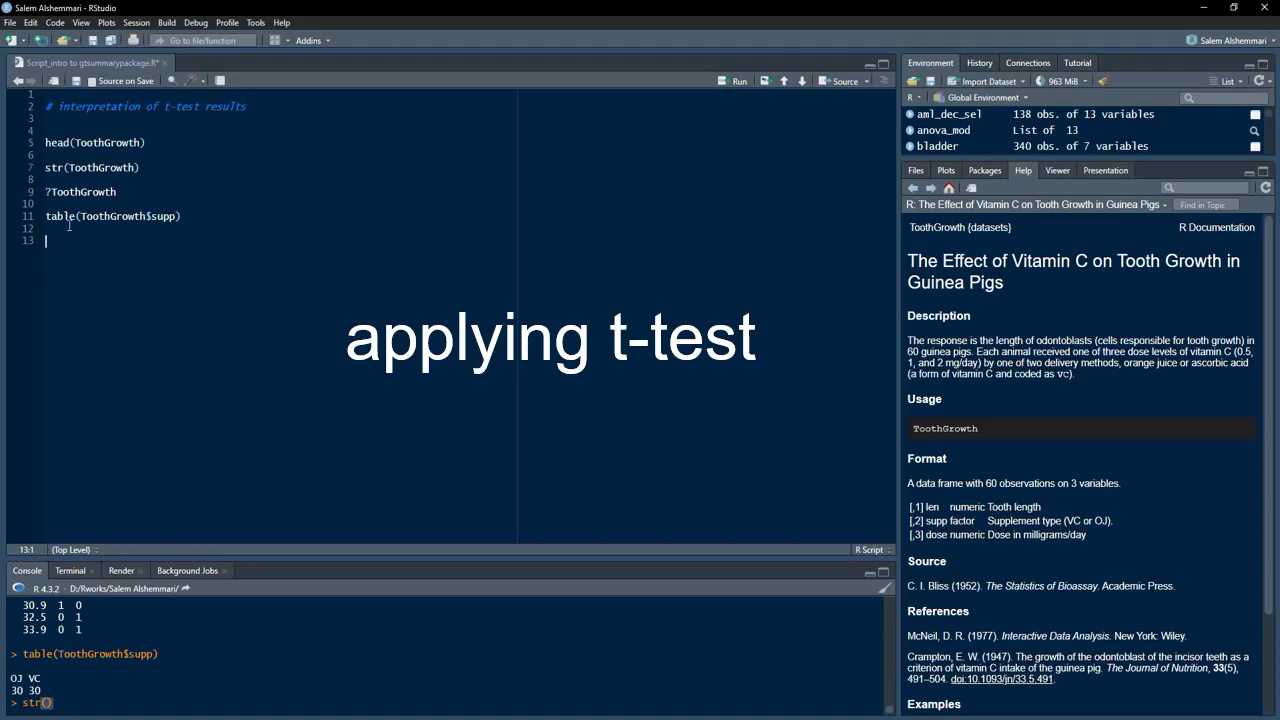 Salem Alshemmari - RStudio
File Edit Code View Plots Session Build Debug Profile Tools Help
Go to file/function Addins Salem Alshemmari
Script_intro to gtsummarypackage.R*
Source on Save Run Source
1
2 # interpretation of t-test results
3
4
5 head(ToothGrowth)
6
7 str(ToothGrowth)
8
9 ?ToothGrowth
10
11 table(ToothGrowth$supp)
12
13
applying t-test
13:1 (Top Level) R Script
Console Terminal Render Background Jobs
R 4.3.2 · D:/Rworks/Salem Alshemmari/
30.9 1 0
32.5 0 1
33.9 0 1
> table(ToothGrowth$supp)
OJ VC
30 30
> str()
Environment History Connections Tutorial
Import Dataset 963 MiB List
R Global Environment
aml_dec_sel 138 obs. of 13 variables
anova_mod List of 13
bladder 340 obs. of 7 variables
Files Plots Packages Help Viewer Presentation
R: The Effect of Vitamin C on Tooth Growth in Guinea Pigs Find in Topic
ToothGrowth {datasets} R Documentation
The Effect of Vitamin C on Tooth Growth in
Guinea Pigs
Description
The response is the length of odontoblasts (cells responsible for tooth growth) in
60 guinea pigs. Each animal received one of three dose levels of vitamin C (0.5,
1, and 2 mg/day) by one of two delivery methods, orange juice or ascorbic acid
(a form of vitamin C and coded as VC).
Usage
ToothGrowth
Format
A data frame with 60 observations on 3 variables.
[,1] len numeric Tooth length
[,2] supp factor Supplement type (VC or OJ).
[,3] dose numeric Dose in milligrams/day
Source
C. I. Bliss (1952). The Statistics of Bioassay. Academic Press.
References
McNeil, D. R. (1977). Interactive Data Analysis. New York: Wiley.
Crampton, E. W. (1947). The growth of the odontoblast of the incisor teeth as a
criterion of vitamin C intake of the guinea pig. The Journal of Nutrition, 33(5),
491–504. doi:10.1093/jn/33.5.491.
Examples